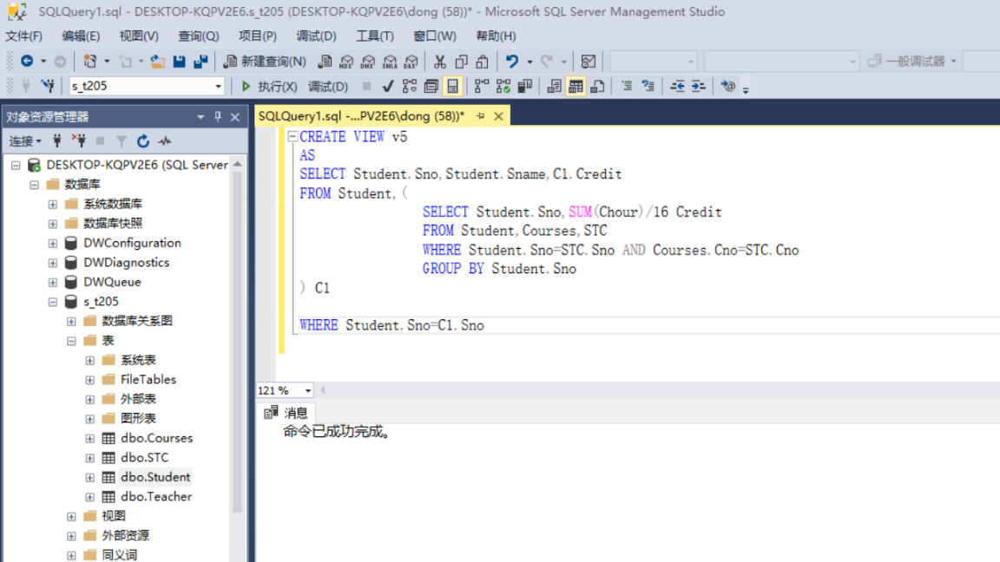 SQLQuery1.sql - DESKTOP-KQPV2E6.s_t205 (DESKTOP-KQPV2E6\dong (58))* - Microsoft SQL Server Management Studio
文件(F) 编辑(E) 视图(V) 查询(Q) 项目(P) 调试(D) 工具(T) 窗口(W) 帮助(H)
新建查询(N) MDX DMX XMLA DAX 一般调试器
s_t205 执行(X) 调试(D)
对象资源管理器
SQLQuery1.sql -...PV2E6\dong (58))*
连接
DESKTOP-KQPV2E6 (SQL Server
数据库
系统数据库
数据库快照
DWConfiguration
DWDiagnostics
DWQueue
s_t205
数据库关系图
表
系统表
FileTables
外部表
图形表
dbo.Courses
dbo.STC
dbo.Student
dbo.Teacher
视图
外部资源
同义词
CREATE VIEW v5
AS
SELECT Student.Sno,Student.Sname,C1.Credit
FROM Student,(
SELECT Student.Sno,SUM(Chour)/16 Credit
FROM Student,Courses,STC
WHERE Student.Sno=STC.Sno AND Courses.Cno=STC.Cno
GROUP BY Student.Sno
) C1
WHERE Student.Sno=C1.Sno
121 %
消息
命令已成功完成。